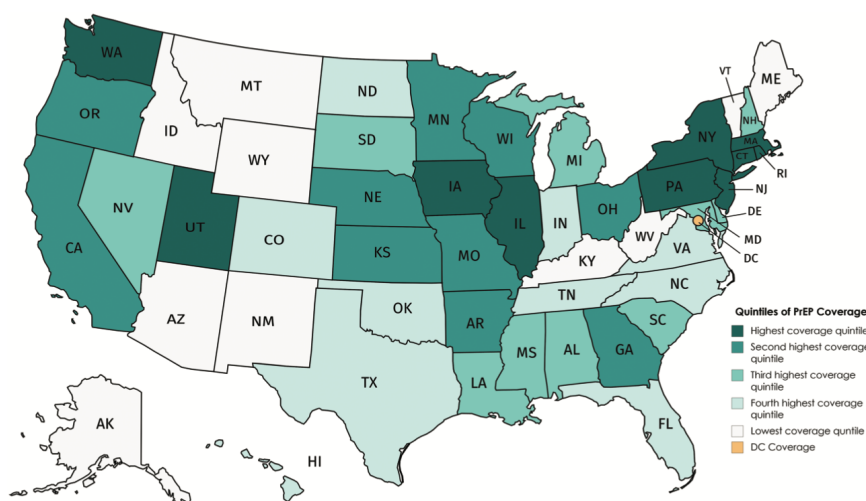 WA
MT
ND
MN
OR
ID
WY
SD
WI
MI
VT
ME
NH
NY
MA
CT
RI
PA
NJ
NV
UT
CO
NE
IA
IL
IN
OH
DE
MD
DC
WV
VA
CA
KS
MO
KY
TN
NC
AZ
NM
OK
AR
SC
MS
AL
GA
TX
LA
FL
AK
HI
Quintiles of PrEP Coverage
Highest coverage quintile
Second highest coverage
quintile
Third highest coverage
quintile
Fourth highest coverage
quintile
Lowest coverage quntile
DC Coverage